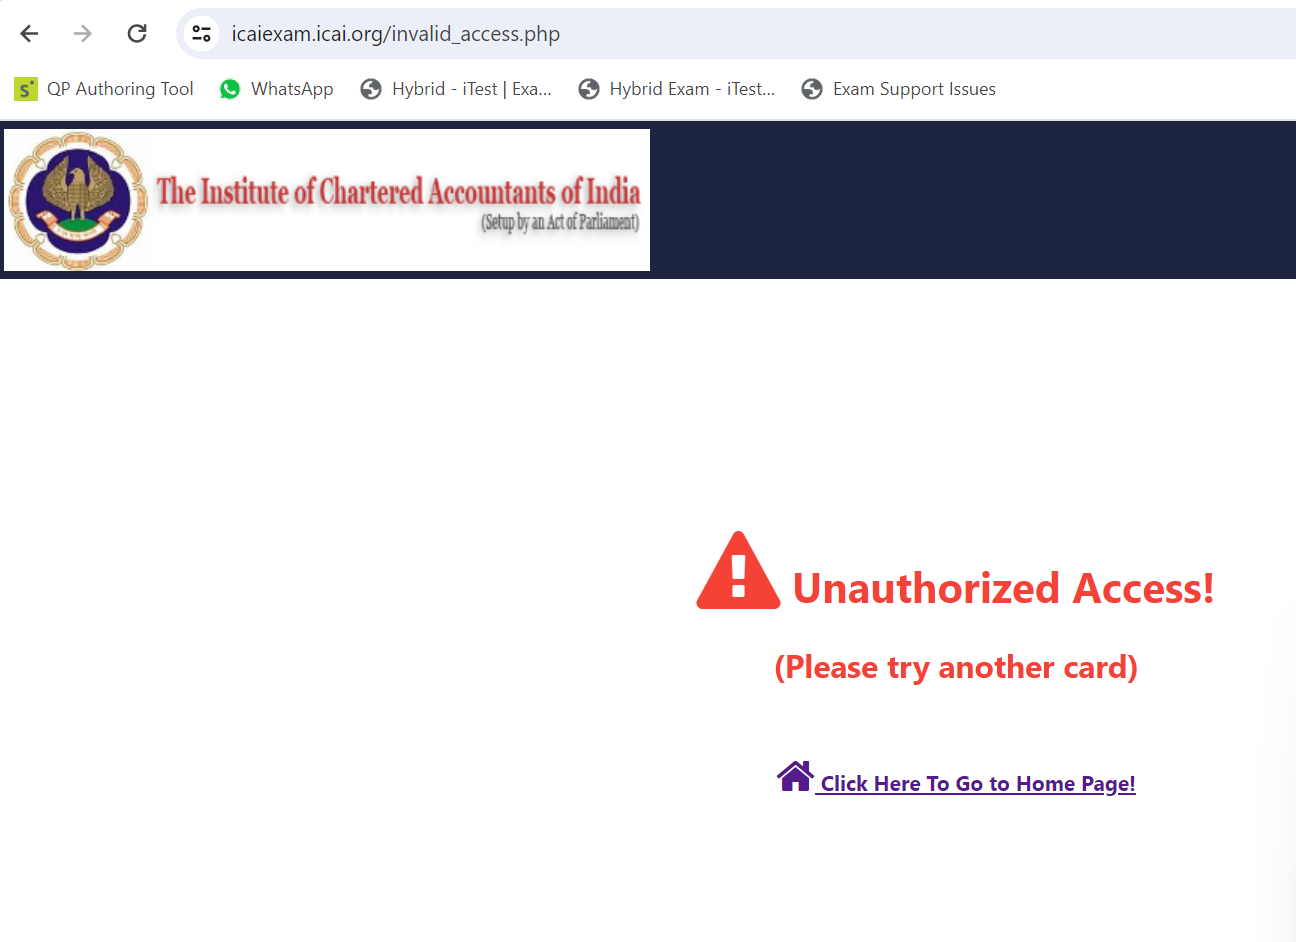 icaiexam.icai.org/invalid_access.php
QP Authoring Tool WhatsApp Hybrid - iTest | Exa... Hybrid Exam - iTest... Exam Support Issues
The Institute of Chartered Accountants of India
(Setup by an Act of Parliament)
Unauthorized Access!
(Please try another card)
Click Here To Go to Home Page!